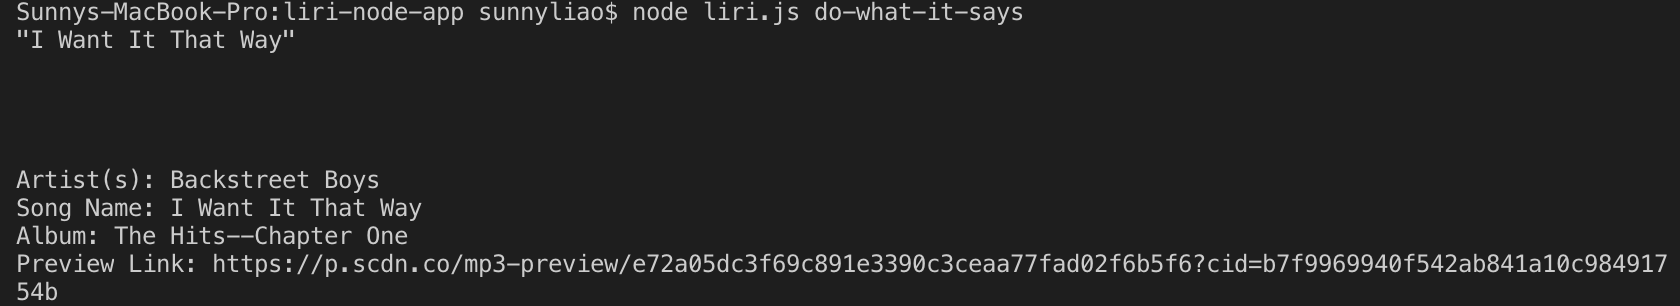 Sunnys-MacBook-Pro:liri-node-app sunnyliao$ node liri.js do-what-it-says
"I Want It That Way"
Artist(s): Backstreet Boys
Song Name: I Want It That Way
Album: The Hits--Chapter One
Preview Link: https://p.scdn.co/mp3-preview/e72a05dc3f69c891e3390c3ceaa77fad02f6b5f6?cid=b7f9969940f542ab841a10c984917
54b